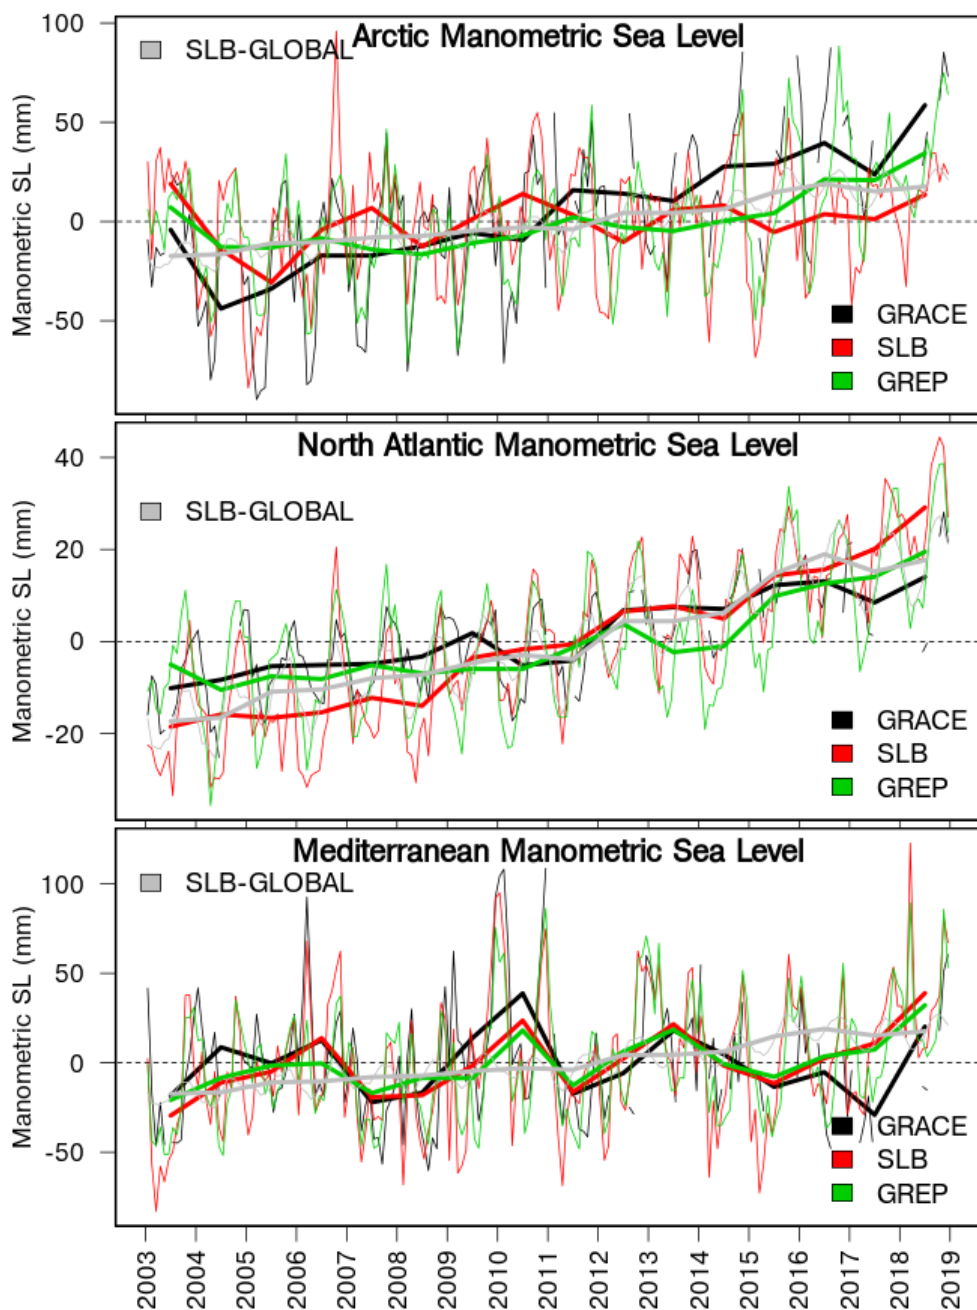 Arctic Manometric Sea Level
SLB-GLOBAL
Manometric SL (mm)
100
50
0
-50
GRACE
SLB
GREP
North Atlantic Manometric Sea Level
SLB-GLOBAL
Manometric SL (mm)
40
20
0
-20
GRACE
SLB
GREP
Mediterranean Manometric Sea Level
SLB-GLOBAL
Manometric SL (mm)
100
50
0
-50
GRACE
SLB
GREP
2003 2004 2005 2006 2007 2008 2009 2010 2011 2012 2013 2014 2015 2016 2017 2018 2019